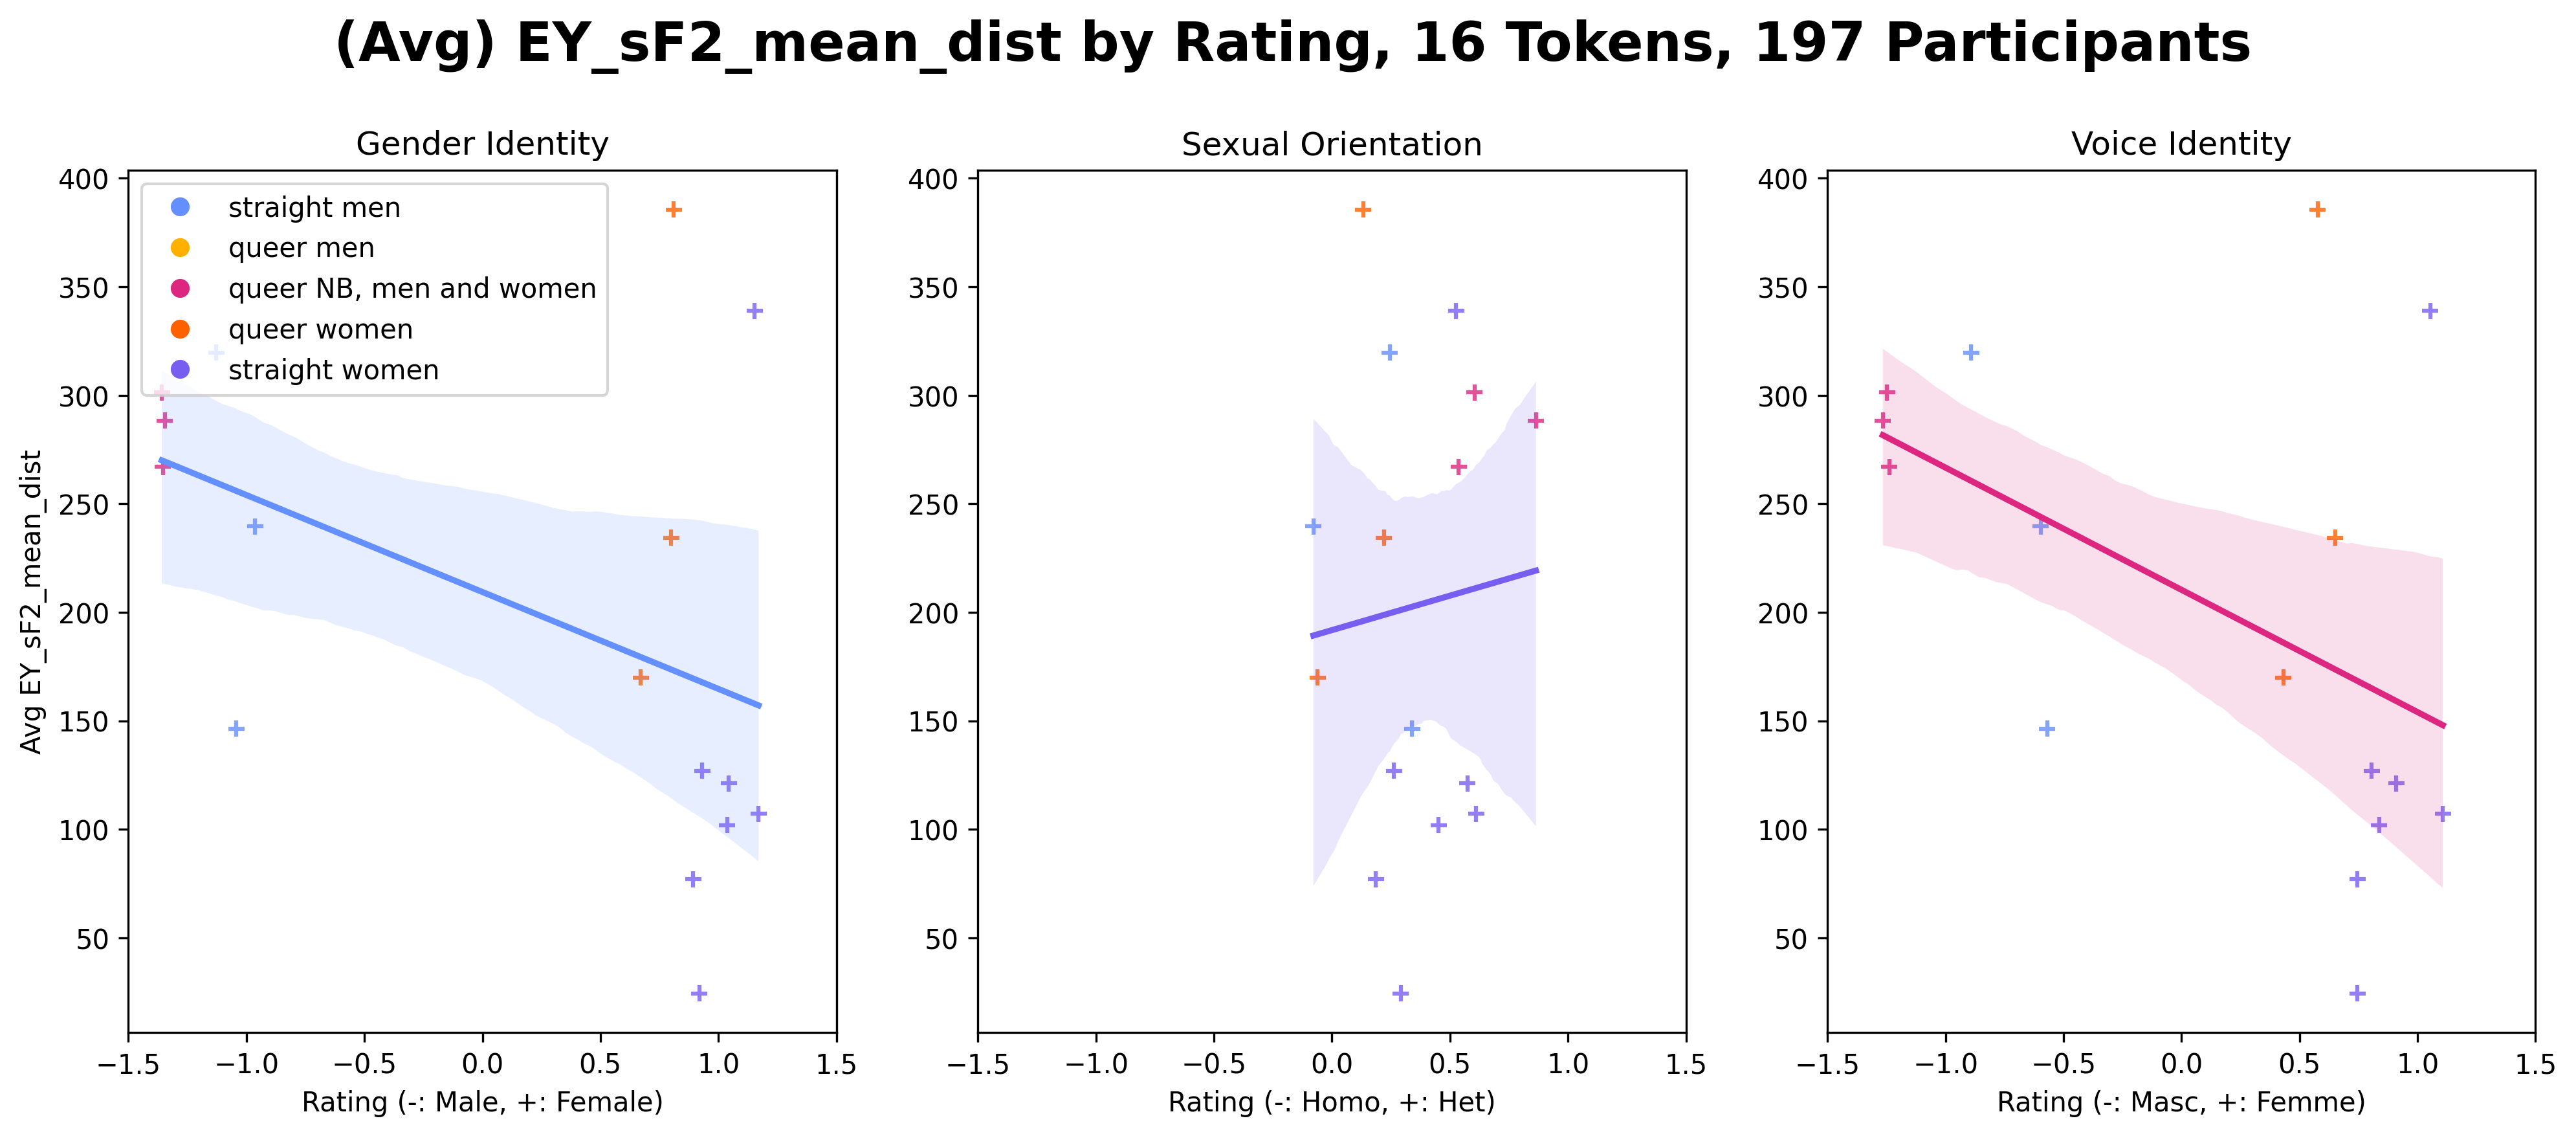 (Avg) EY_sF2_mean_dist by Rating, 16 Tokens, 197 Participants
Gender Identity
Sexual Orientation
Voice Identity
straight men
queer men
queer NB, men and women
queer women
straight women
Avg EY_sF2_mean_dist
400
350
300
250
200
150
100
50
−1.5 −1.0 −0.5 0.0 0.5 1.0 1.5
Rating (-: Male, +: Female)
400
350
300
250
200
150
100
50
−1.5 −1.0 −0.5 0.0 0.5 1.0 1.5
Rating (-: Homo, +: Het)
400
350
300
250
200
150
100
50
−1.5 −1.0 −0.5 0.0 0.5 1.0 1.5
Rating (-: Masc, +: Femme)